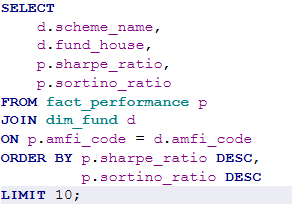 SELECT
    d.scheme_name,
    d.fund_house,
    p.sharpe_ratio,
    p.sortino_ratio
FROM fact_performance p
JOIN dim_fund d
ON p.amfi_code = d.amfi_code
ORDER BY p.sharpe_ratio DESC,
         p.sortino_ratio DESC
LIMIT 10;